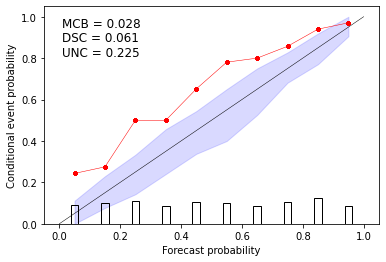 MCB = 0.028
DSC = 0.061
UNC = 0.225
Conditional event probability
1.0
0.8
0.6
0.4
0.2
0.0
0.0 0.2 0.4 0.6 0.8 1.0
Forecast probability